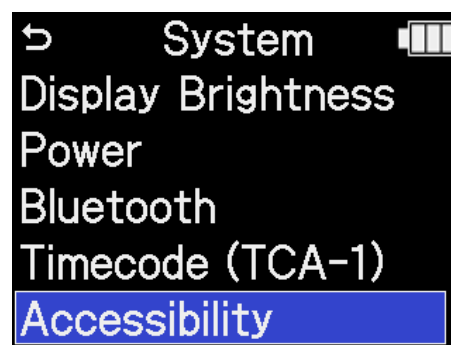 System
Display Brightness
Power
Bluetooth
Timecode (TCA-1)
Accessibility